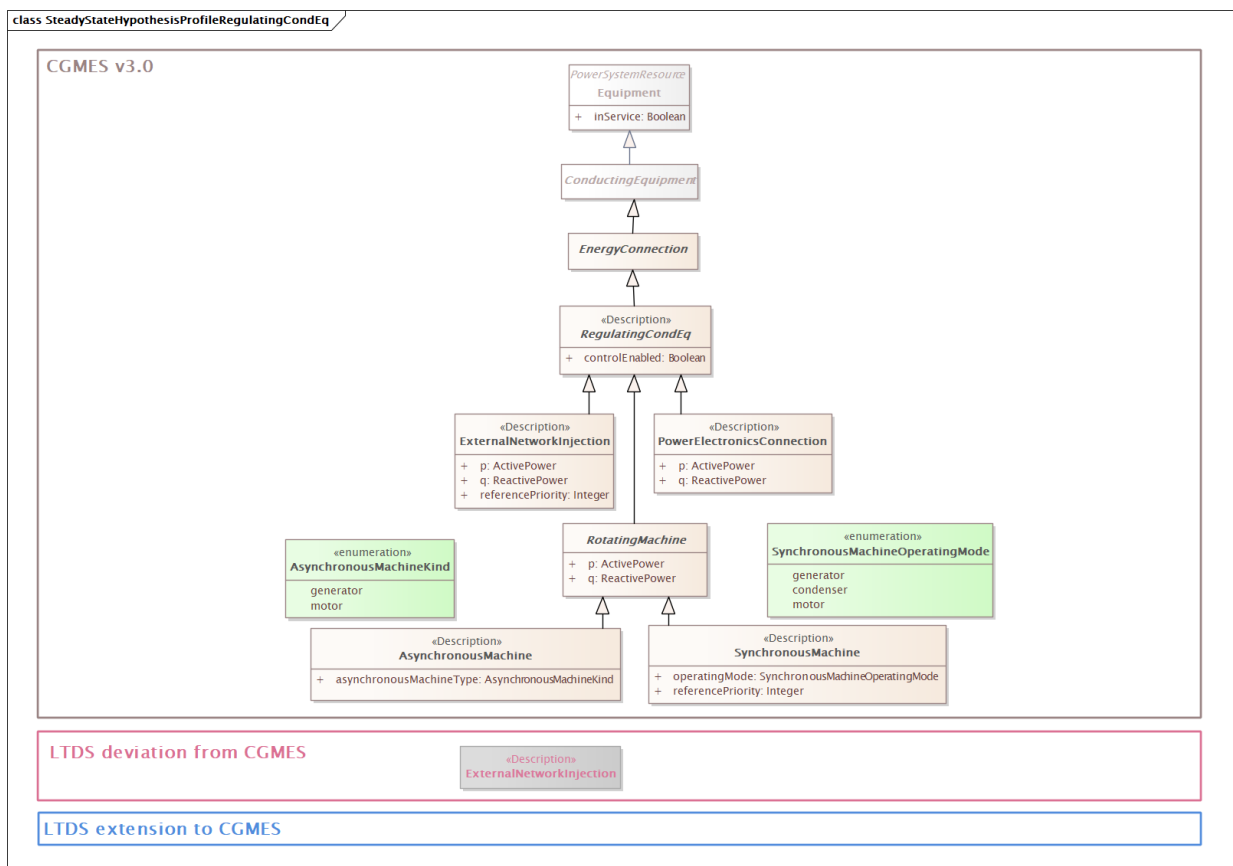 class SteadyStateHypothesisProfileRegulatingCondEq
CGMES v3.0
PowerSystemResource
Equipment
+ inService: Boolean
ConductingEquipment
EnergyConnection
«Description»
RegulatingCondEq
+ controlEnabled: Boolean
«Description»
ExternalNetworkInjection
+ p: ActivePower
+ q: ReactivePower
+ referencePriority: Integer
«Description»
PowerElectronicsConnection
+ p: ActivePower
+ q: ReactivePower
«enumeration»
AsynchronousMachineKind
generator
motor
RotatingMachine
+ p: ActivePower
+ q: ReactivePower
«enumeration»
SynchronousMachineOperatingMode
generator
condenser
motor
«Description»
AsynchronousMachine
+ asynchronousMachineType: AsynchronousMachineKind
«Description»
SynchronousMachine
+ operatingMode: SynchronousMachineOperatingMode
+ referencePriority: Integer
LTDS deviation from CGMES
«Description»
ExternalNetworkInjection
LTDS extension to CGMES